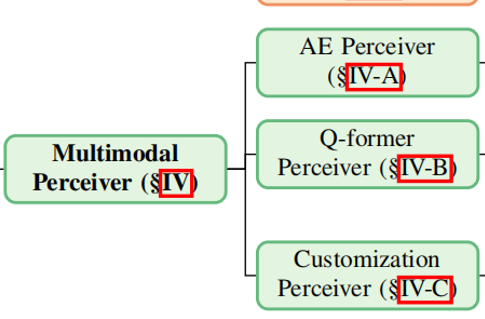 AE Perceiver
(§IV-A)
Multimodal
Perceiver (§IV)
Q-former
Perceiver (§IV-B)
Customization
Perceiver (§IV-C)